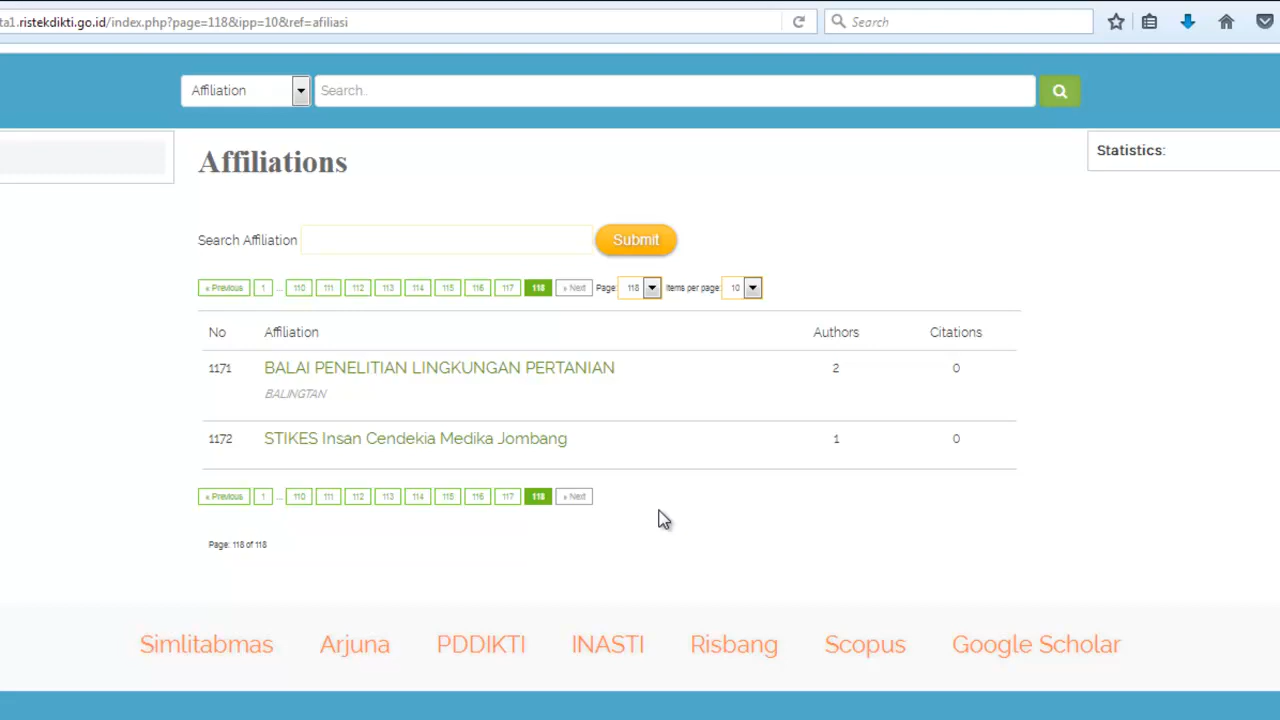 ta1.ristekdikti.go.id/index.php?page=118&ipp=10&ref=afiliasi
Search
Affiliation Search..
Affiliations
Statistics:
Search Affiliation Submit
« Previous 1 ... 110 111 112 113 114 115 116 117 118 » Next Page: 118 Items per page: 10
No Affiliation Authors Citations
1171 BALAI PENELITIAN LINGKUNGAN PERTANIAN 2 0
BALINGTAN
1172 STIKES Insan Cendekia Medika Jombang 1 0
« Previous 1 ... 110 111 112 113 114 115 116 117 118 » Next
Page: 118 of 118
Simlitabmas Arjuna PDDIKTI INASTI Risbang Scopus Google Scholar